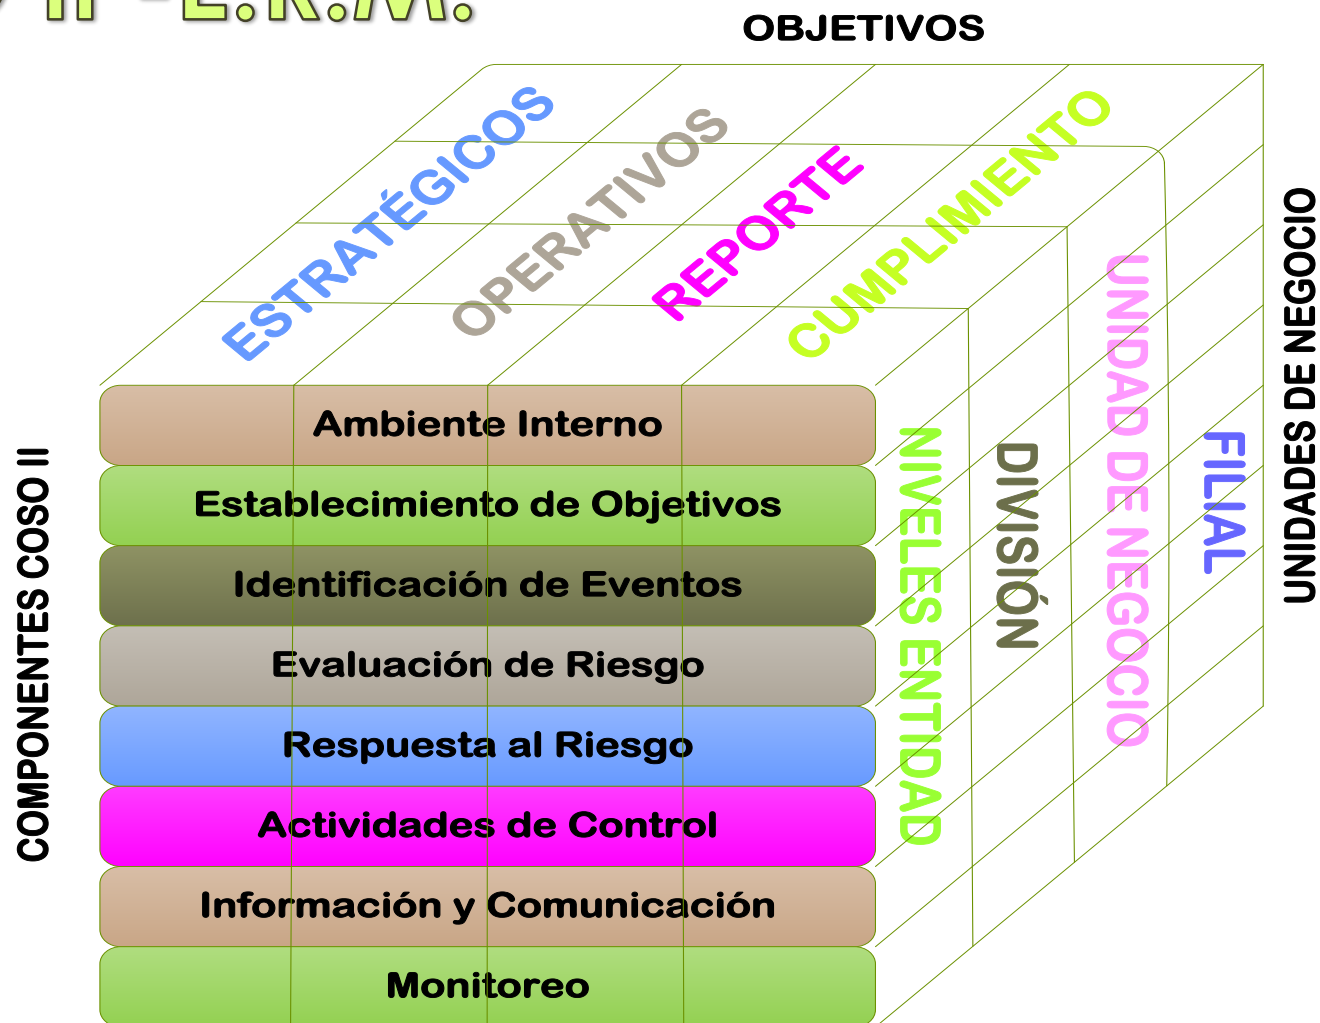 II -E.R.M.
OBJETIVOS
ESTRATÉGICOS
OPERATIVOS
REPORTE
CUMPLIMIENTO
COMPONENTES COSO II
Ambiente Interno
Establecimiento de Objetivos
Identificación de Eventos
Evaluación de Riesgo
Respuesta al Riesgo
Actividades de Control
Información y Comunicación
Monitoreo
NIVELES ENTIDAD
DIVISIÓN
UNIDAD DE NEGOCIO
FILIAL
UNIDADES DE NEGOCIO